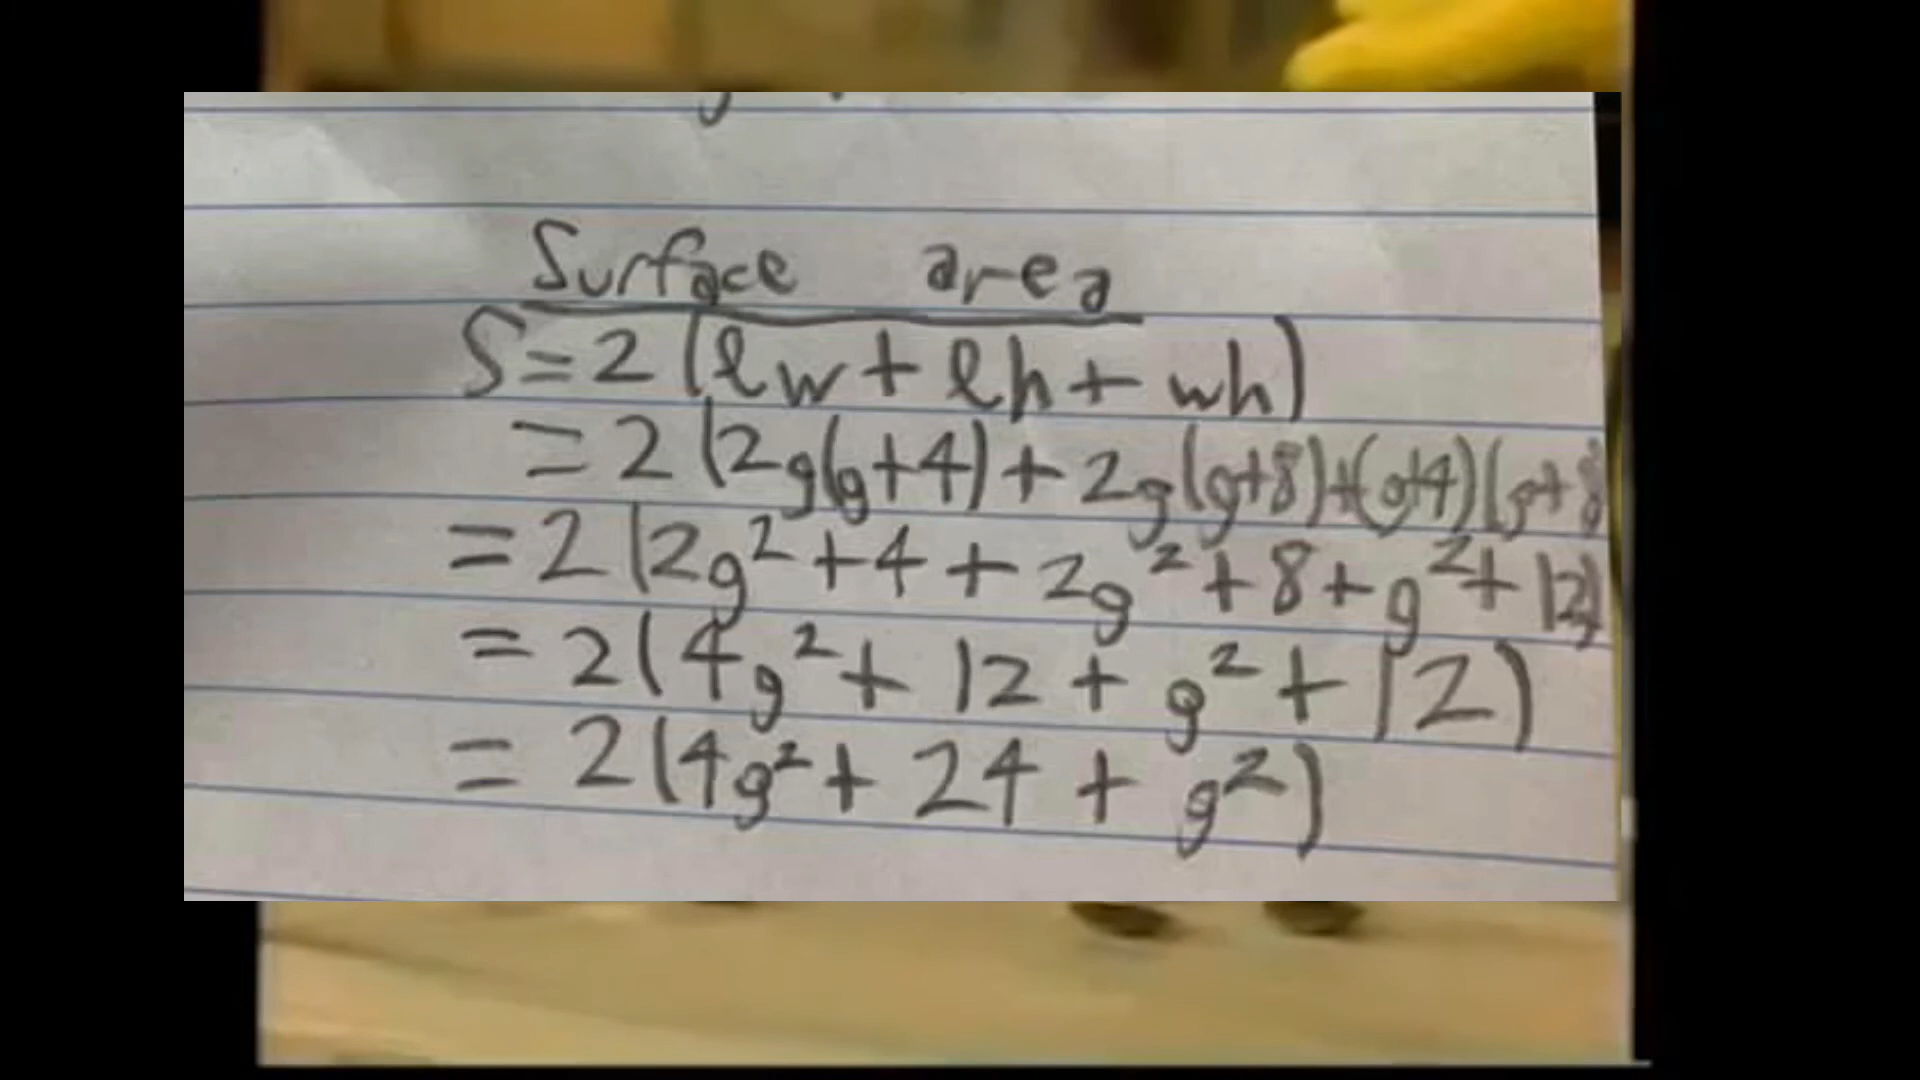 Surface area
S=2(lw+lh+wh)
=2(2g(g+4)+2g(g+8)+(g+4)(g+8
=2(2g²+4+2g²+8+g²+12)
=2(4g²+12+g²+12)
=2(4g²+24+g²)